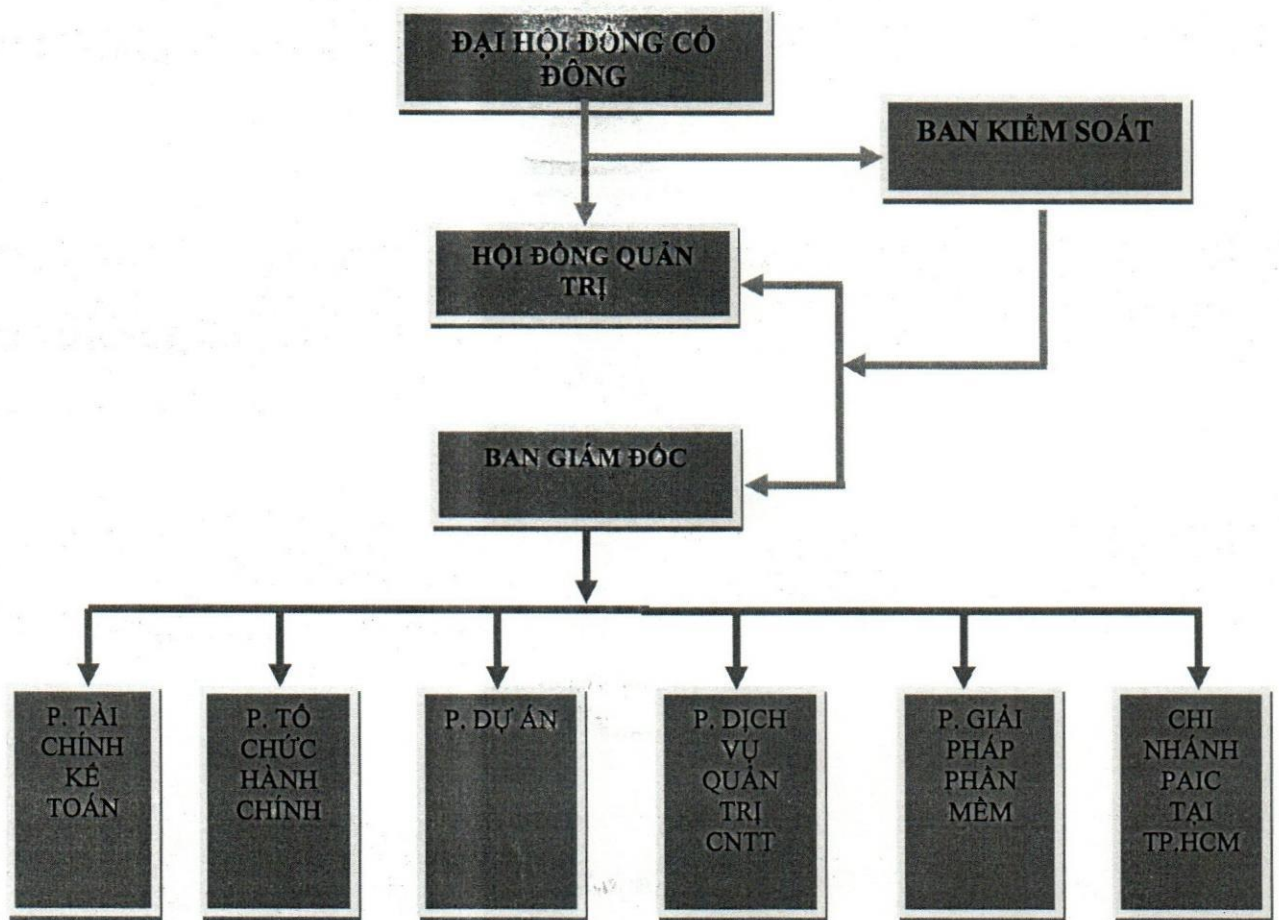 ĐẠI HỘI ĐỒNG CỔ
ĐÔNG
BAN KIỂM SOÁT
HỘI ĐỒNG QUẢN
TRỊ
BAN GIÁM ĐỐC
P. TÀI
CHÍNH
KẾ
TOÁN
P. TỔ
CHỨC
HÀNH
CHÍNH
P. DỰ ÁN
P. DỊCH
VỤ
QUẢN
TRỊ
CNTT
P. GIẢI
PHÁP
PHẦN
MỀM
CHI
NHÁNH
PAIC
TẠI
TP.HCM